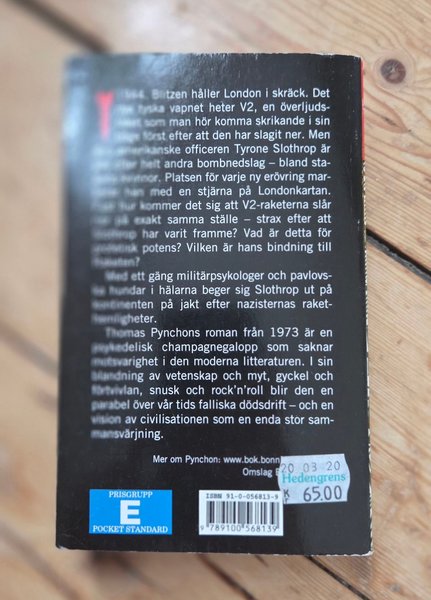 1944. Blitzen håller London i skräck. Det
tyska vapnet heter V2, en överljuds-
som man hör komma skrikande i sin
först efter att den har slagit ner. Men
amerikanske officeren Tyrone Slothrop är
efter helt andra bombnedslag – bland sta-
kvinnor. Platsen för varje ny erövring mar-
han med en stjärna på Londonkartan.
hur kommer det sig att V2-raketerna slår
på exakt samma ställe – strax efter att
Slothrop har varit framme? Vad är detta för
potens? Vilken är hans bindning till
raketen?
Med ett gäng militärpsykologer och pavlovs-
ka hundar i hälarna beger sig Slothrop ut på
kontinenten på jakt efter nazisternas raket-
hemligheter.
Thomas Pynchons roman från 1973 är en
psykedelisk champagnegalopp som saknar
motsvarighet i den moderna litteraturen. I sin
blandning av vetenskap och myt, gyckel och
förtvivlan, snusk och rock'n'roll blir den en
parabel över vår tids falliska dödsdrift – och en
vision av civilisationen som en enda stor sam-
mansvärjning.
Mer om Pynchon: www.bok.bonn
Omslag
20 03 20
Hedengrens
K 65.00
PRISGRUPP
E
POCKET STANDARD
ISBN 91-0-056813-9
9 789100 568139